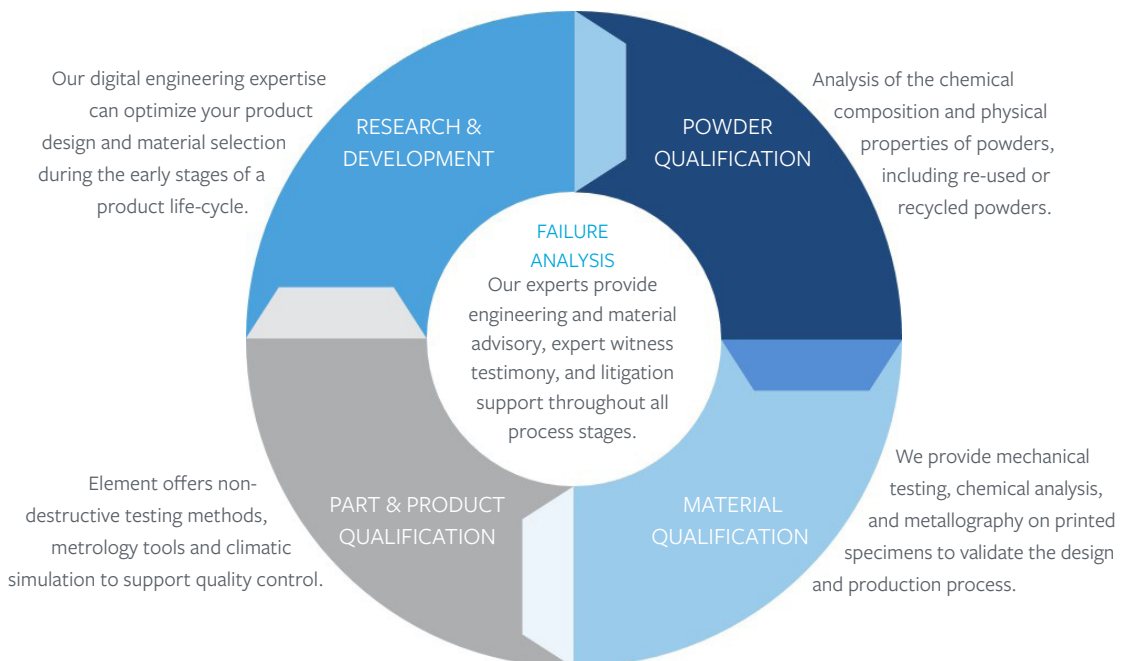 Our digital engineering expertise
can optimize your product
design and material selection
during the early stages of a
product life-cycle.
RESEARCH &
DEVELOPMENT
POWDER
QUALIFICATION
Analysis of the chemical
composition and physical
properties of powders,
including re-used or
recycled powders.
FAILURE
ANALYSIS
Our experts provide
engineering and material
advisory, expert witness
testimony, and litigation
support throughout all
process stages.
Element offers non-
destructive testing methods,
metrology tools and climatic
simulation to support quality control.
PART & PRODUCT
QUALIFICATION
MATERIAL
QUALIFICATION
We provide mechanical
testing, chemical analysis,
and metallography on printed
specimens to validate the design
and production process.